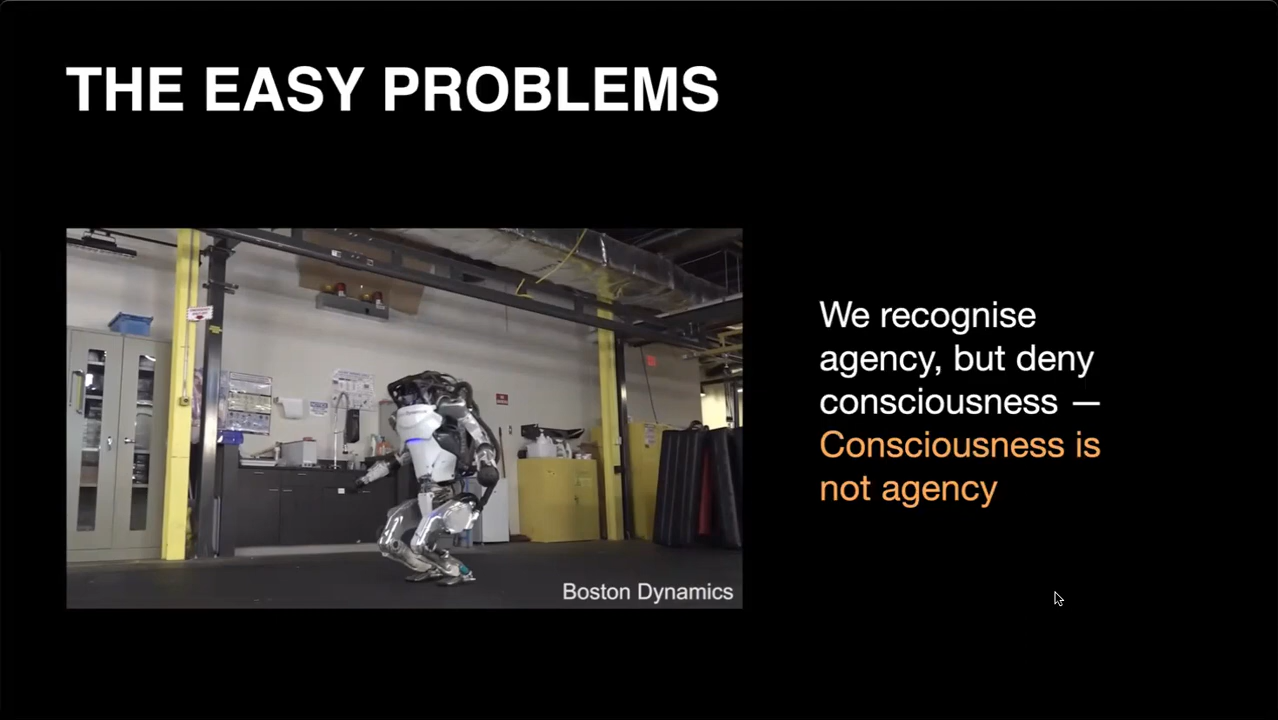 THE EASY PROBLEMS
We recognise
agency, but deny
consciousness —
Consciousness is
not agency
Boston Dynamics